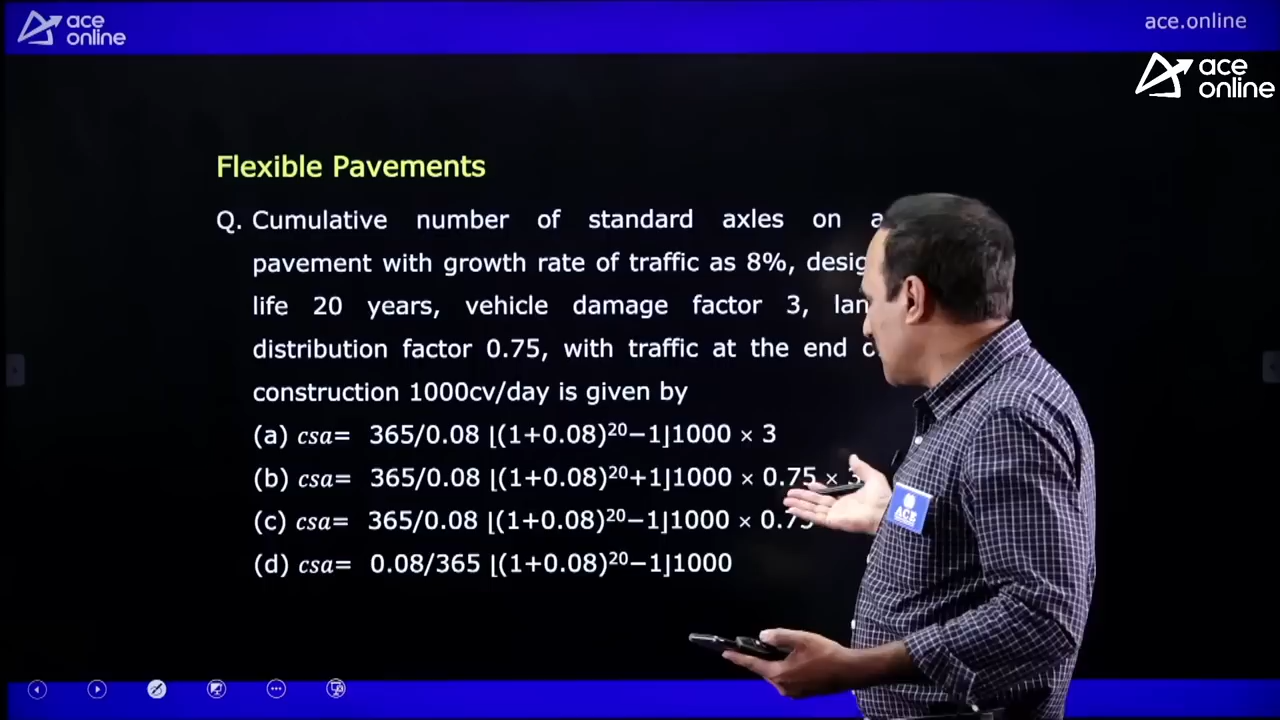 ace
online
ace.online
ace
online
Flexible Pavements
Q. Cumulative number of standard axles on a
pavement with growth rate of traffic as 8%, desig
life 20 years, vehicle damage factor 3, lan
distribution factor 0.75, with traffic at the end o
construction 1000cv/day is given by
(a) csa= 365/0.08 ⌊(1+0.08)²⁰−1⌋1000 × 3
(b) csa= 365/0.08 ⌊(1+0.08)²⁰+1⌋1000 × 0.75 × 3
(c) csa= 365/0.08 ⌊(1+0.08)²⁰−1⌋1000 × 0.75
(d) csa= 0.08/365 ⌊(1+0.08)²⁰−1⌋1000
ACE